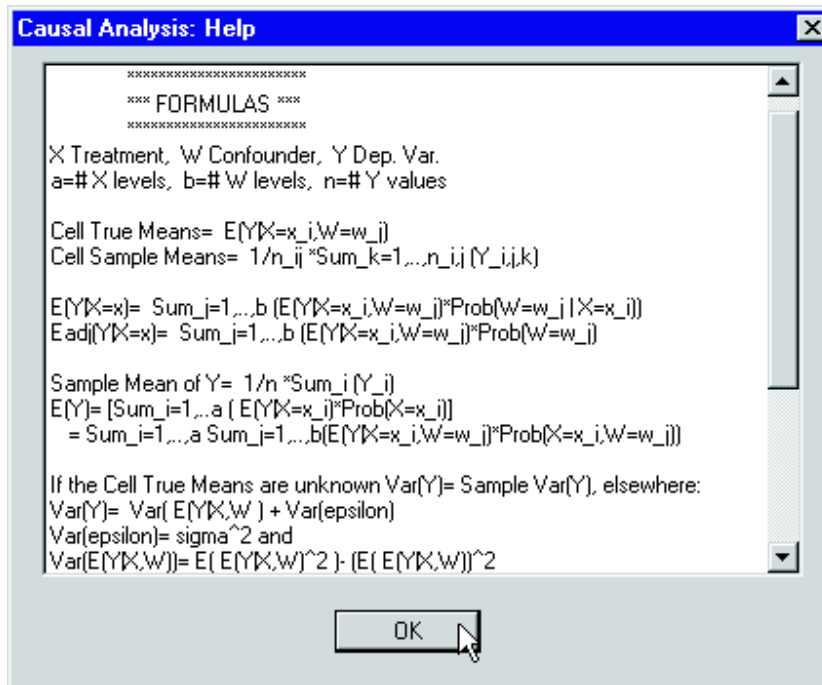 Causal Analysis: Help
***********************
*** FORMULAS ***
***********************
X Treatment, W Confounder, Y Dep. Var.
a=# X levels, b=# W levels, n=# Y values
Cell True Means= E(Y|X=x_i,W=w_j)
Cell Sample Means= 1/n_ij *Sum_k=1,..,n_i,j (Y_i,j,k)
E(Y|X=x)= Sum_j=1,..,b (E(Y|X=x_i,W=w_j)*Prob(W=w_j | X=x_i))
Eadj(Y|X=x)= Sum_j=1,..,b (E(Y|X=x_i,W=w_j)*Prob(W=w_j)
Sample Mean of Y= 1/n *Sum_i (Y_i)
E(Y)= [Sum_i=1,..a ( E(Y|X=x_i)*Prob(X=x_i)]
= Sum_i=1,..,a Sum_j=1,..,b(E(Y|X=x_i,W=w_j)*Prob(X=x_i,W=w_j))
If the Cell True Means are unknown Var(Y)= Sample Var(Y), elsewhere:
Var(Y)= Var( E(Y|X,W ) + Var(epsilon)
Var(epsilon)= sigma^2 and
Var(E(Y|X,W))= E( E(Y|X,W)^2 )- (E( E(Y|X,W))^2
OK